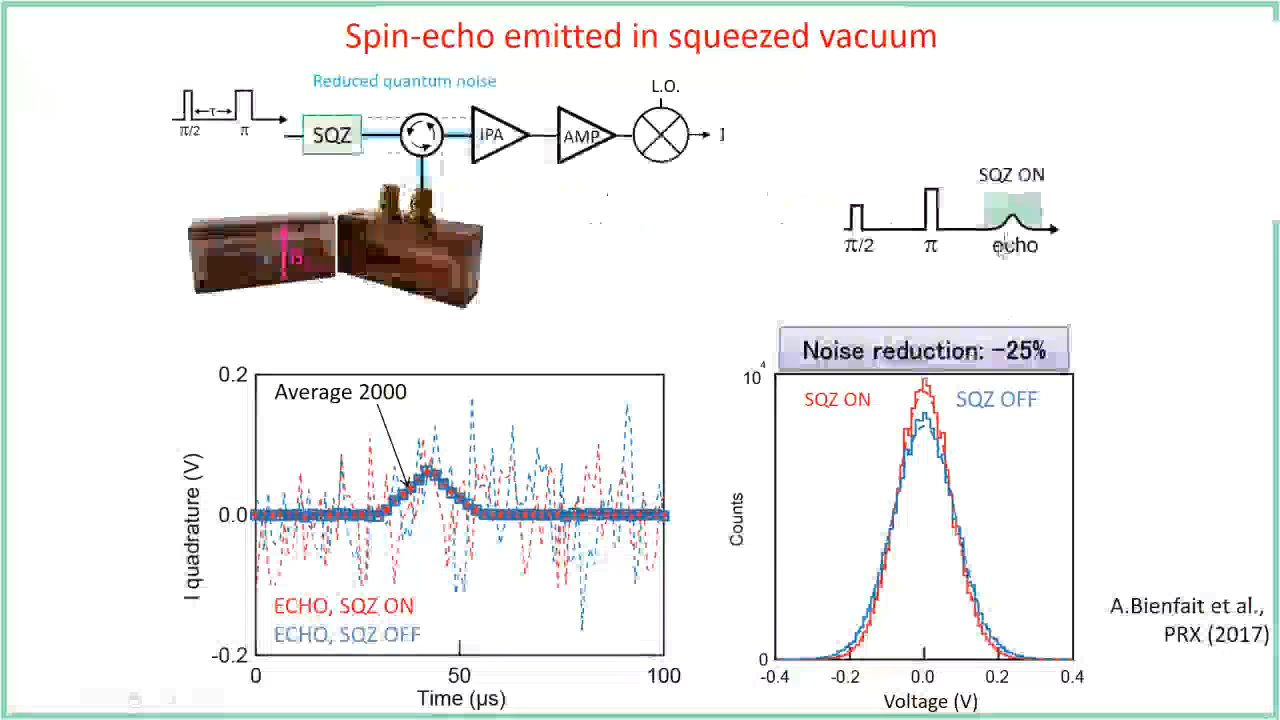 Spin-echo emitted in squeezed vacuum
Reduced quantum noise
L.O.
τ
π/2
π
SQZ
AMP
SQZ ON
π/2
π
echo
Noise reduction: -25%
0.2
0.0
-0.2
I quadrature (V)
Average 2000
ECHO, SQZ ON
ECHO, SQZ OFF
0
50
100
Time (µs)
10⁴
0
Counts
SQZ ON
SQZ OFF
-0.4
-0.2
0.0
0.2
0.4
Voltage (V)
A.Bienfait et al.,
PRX (2017)